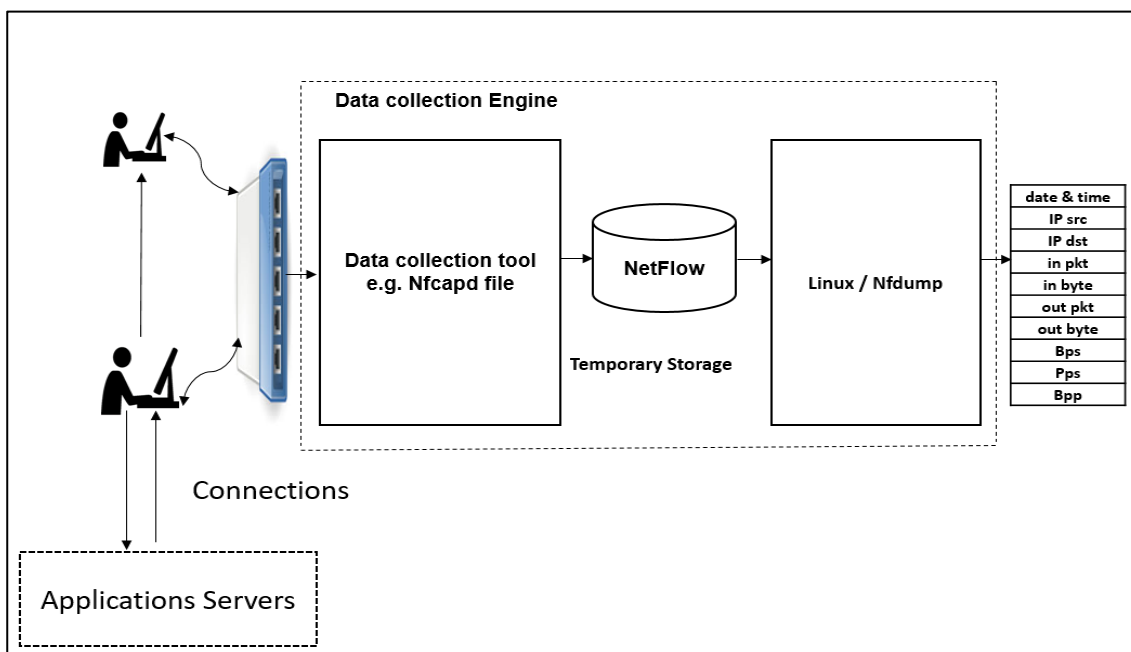 Data collection Engine
Data collection tool
e.g. Nfcapd file
NetFlow
Temporary Storage
Linux / Nfdump
date & time
IP src
IP dst
in pkt
in byte
out pkt
out byte
Bps
Pps
Bpp
Connections
Applications Servers